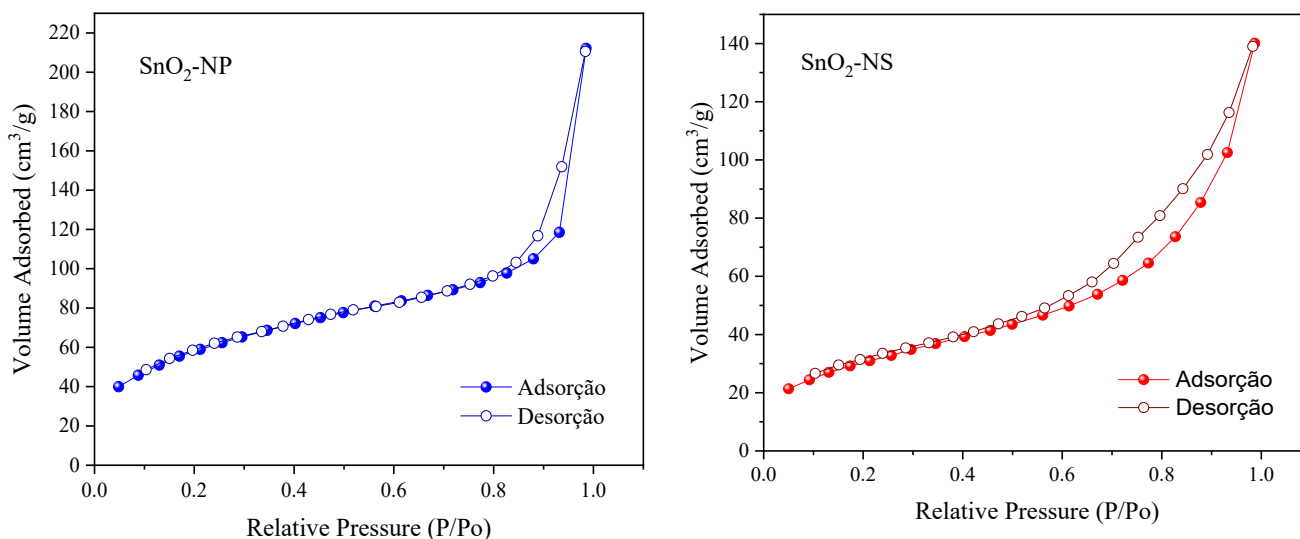 SnO2-NP
Volume Adsorbed (cm³/g)
220
200
180
160
140
120
100
80
60
40
20
0
0.0 0.2 0.4 0.6 0.8 1.0
Relative Pressure (P/Po)
Adsorção
Desorção
SnO2-NS
Volume Adsorbed (cm³/g)
140
120
100
80
60
40
20
0
0.0 0.2 0.4 0.6 0.8 1.0
Relative Pressure (P/Po)
Adsorção
Desorção